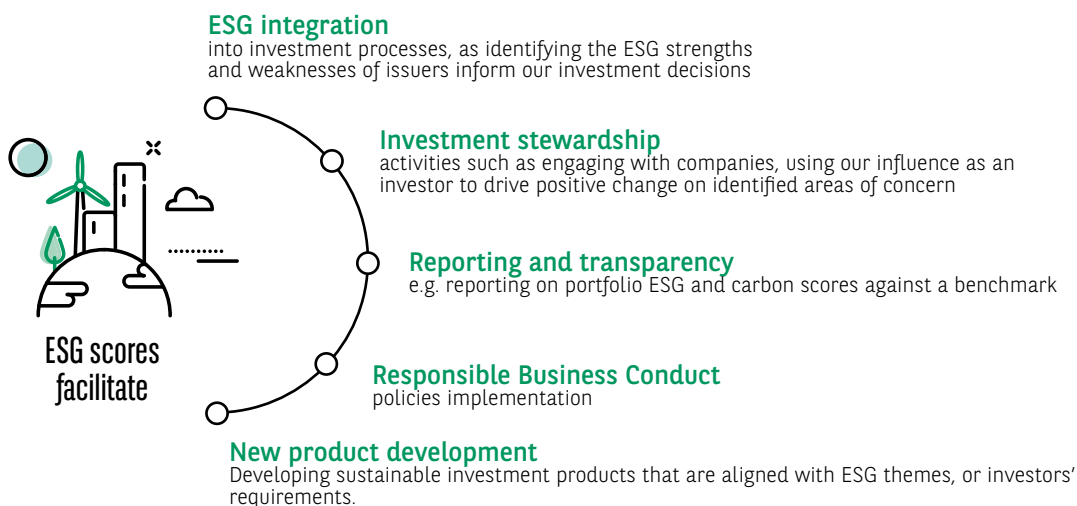 ESG integration
into investment processes, as identifying the ESG strengths
and weaknesses of issuers inform our investment decisions
Investment stewardship
activities such as engaging with companies, using our influence as an
investor to drive positive change on identified areas of concern
Reporting and transparency
e.g. reporting on portfolio ESG and carbon scores against a benchmark
ESG scores
facilitate
Responsible Business Conduct
policies implementation
New product development
Developing sustainable investment products that are aligned with ESG themes, or investors’
requirements.